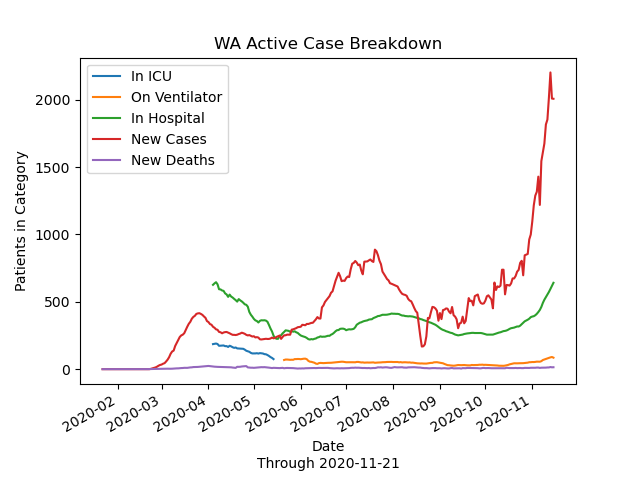 WA Active Case Breakdown
In ICU
On Ventilator
In Hospital
New Cases
New Deaths
Patients in Category
2000
1500
1000
500
0
2020-02
2020-03
2020-04
2020-05
2020-06
2020-07
2020-08
2020-09
2020-10
2020-11
Date
Through 2020-11-21